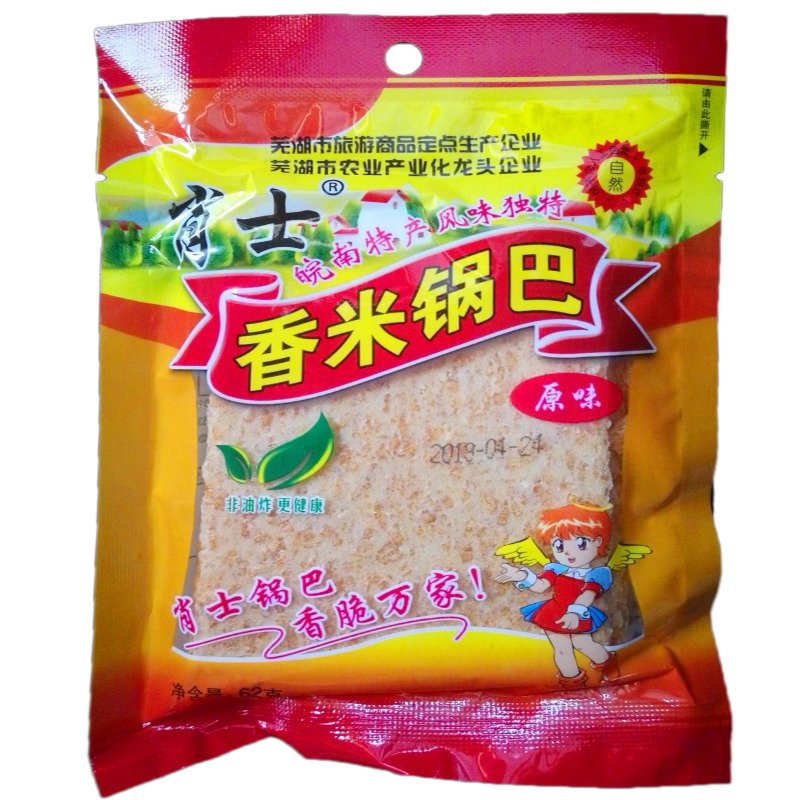 请由此撕开
芜湖市旅游商品定点生产企业
芜湖市农业产业化龙头企业
自然
肖士®
皖南特产风味独特
香米锅巴
原味
2018-04-24
非油炸 更健康
肖士锅巴
香脆万家!
净含量:62克